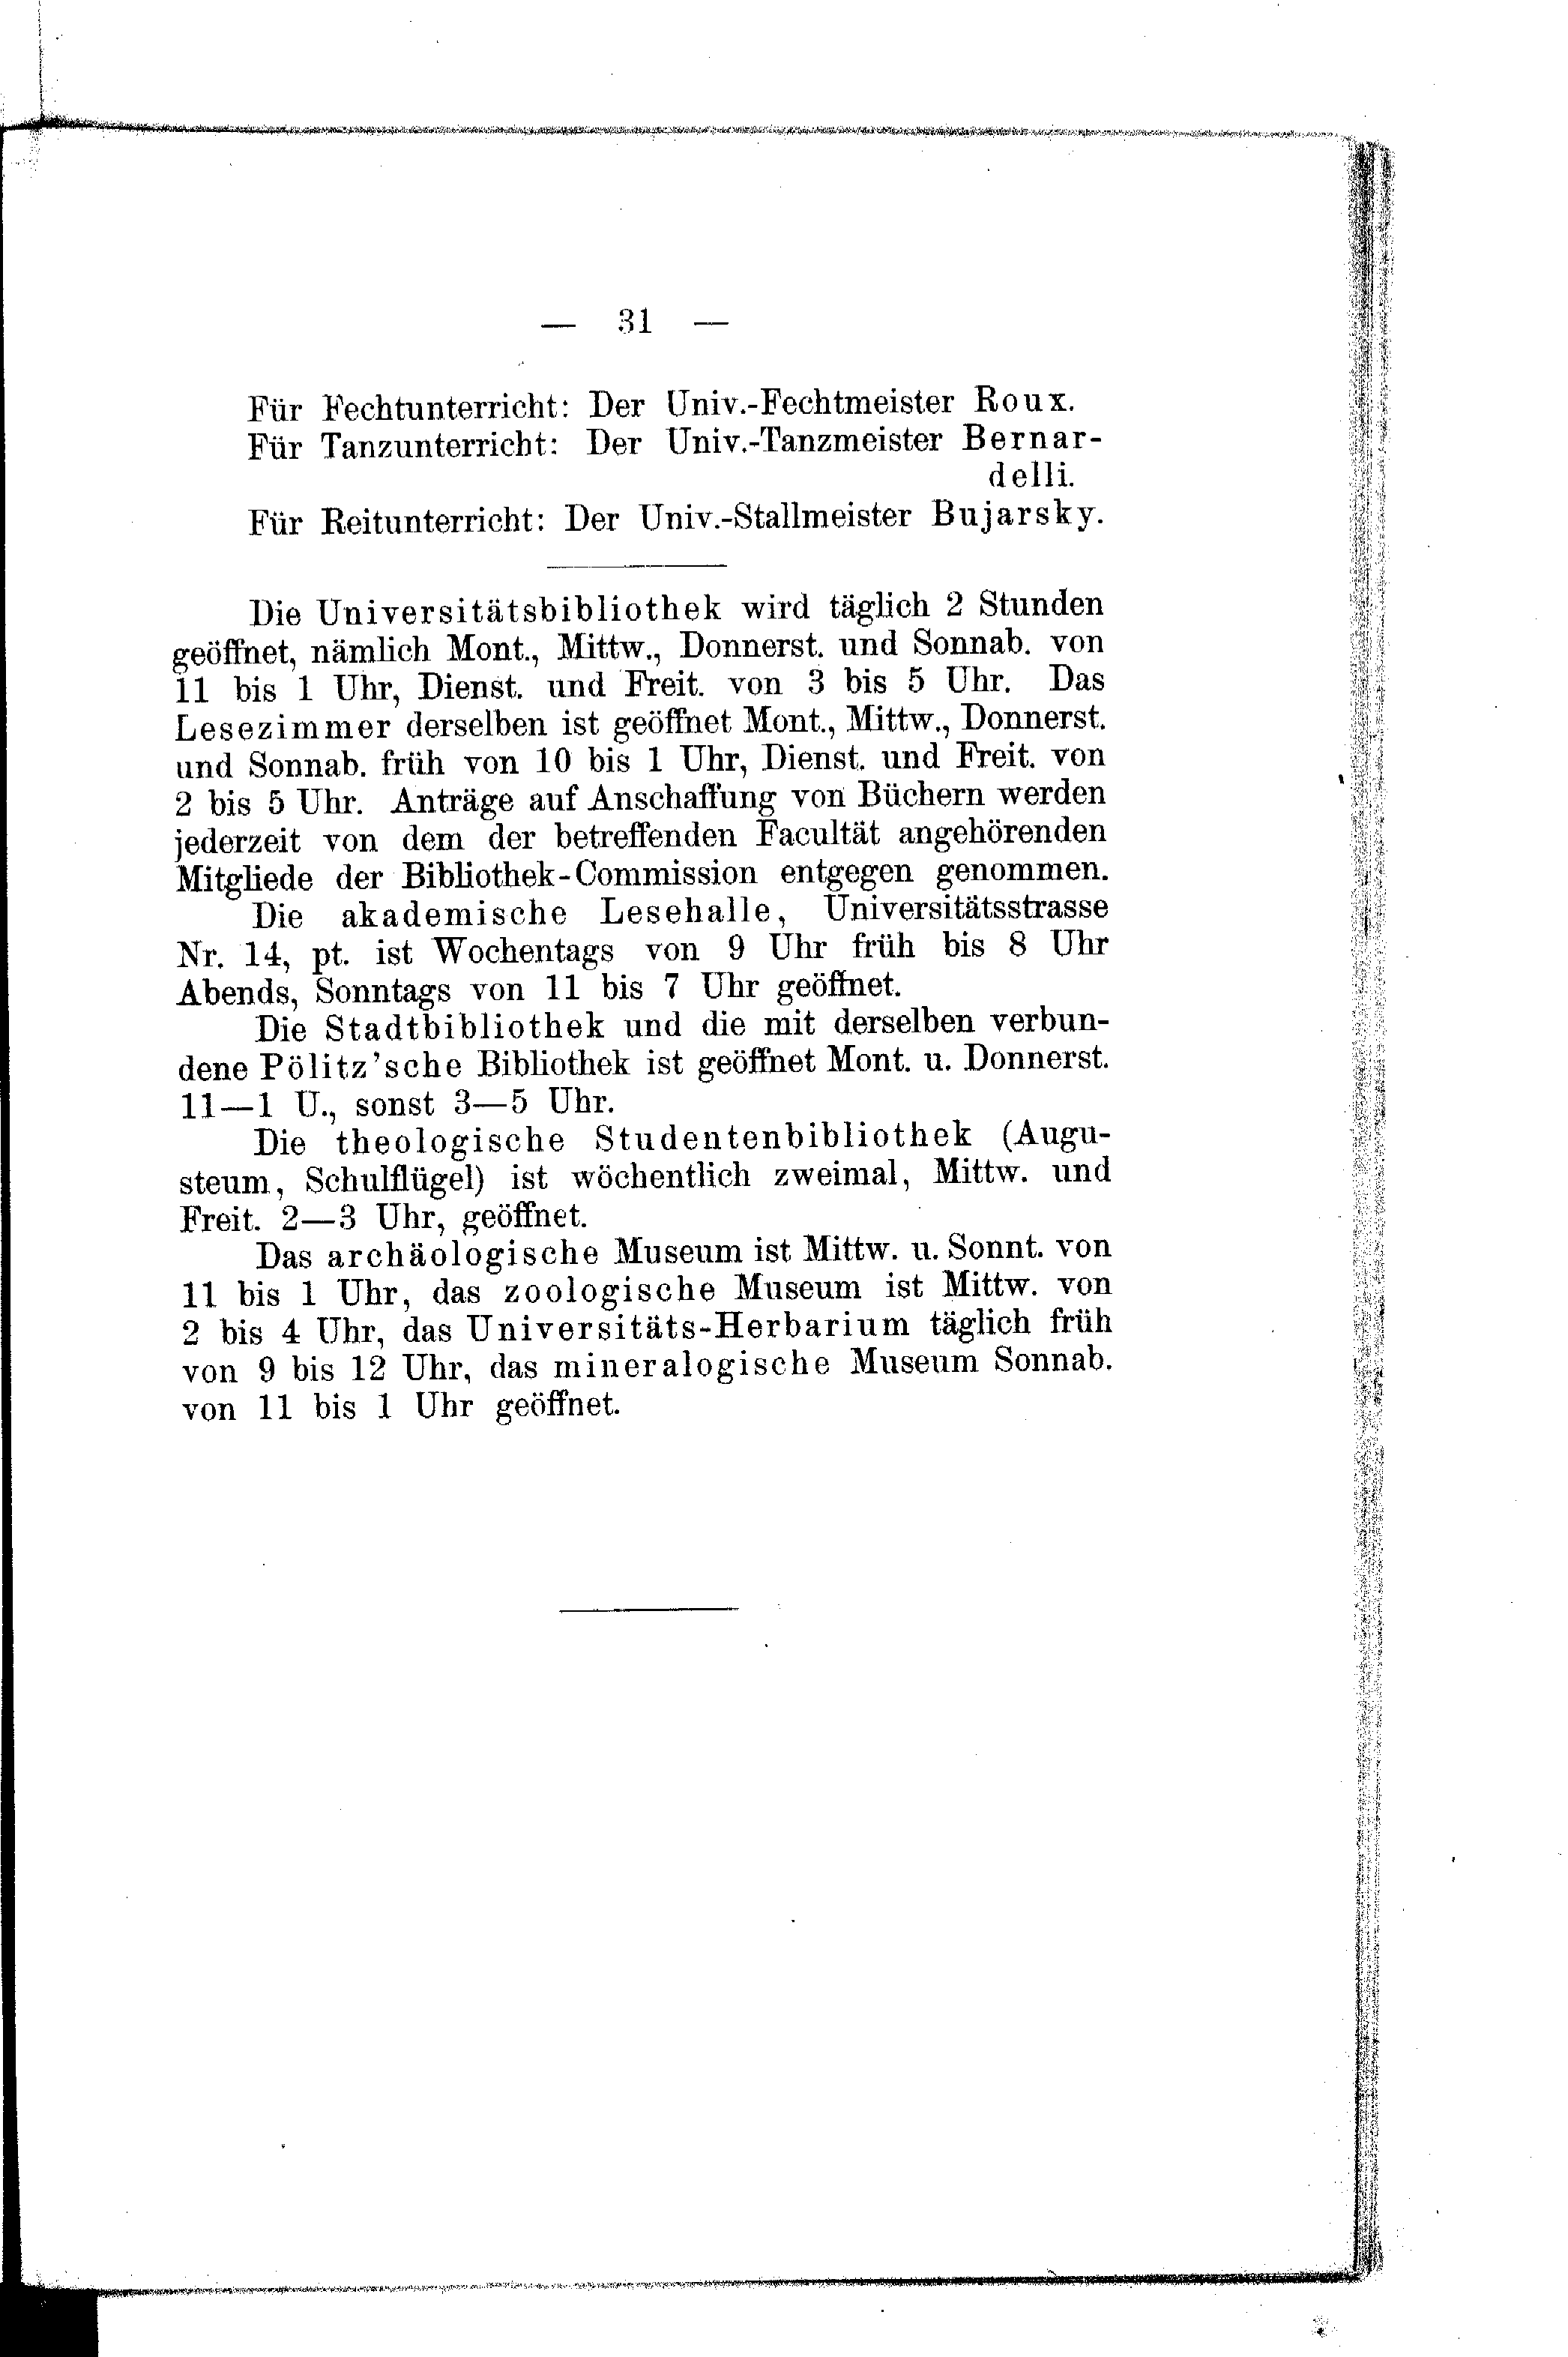 — 31 —
Für Fechtunterricht: Der Univ.-Fechtmeister Roux.
Für Tanzunterricht: Der Univ.-Tanzmeister Bernar-
delli.
Für Reitunterricht: Der Univ.-Stallmeister Bujarsky.
Die Universitätsbibliothek wird täglich 2 Stunden
geöffnet, nämlich Mont., Mittw., Donnerst. und Sonnab. von
11 bis 1 Uhr, Dienst. und Freit. von 3 bis 5 Uhr. Das
Lesezimmer derselben ist geöffnet Mont., Mittw., Donnerst.
und Sonnab. früh von 10 bis 1 Uhr, Dienst. und Freit. von
2 bis 5 Uhr. Anträge auf Anschaffung von Büchern werden
jederzeit von dem der betreffenden Facultät angehörenden
Mitgliede der Bibliothek-Commission entgegen genommen.
Die akademische Lesehalle, Universitätsstrasse
Nr. 14, pt. ist Wochentags von 9 Uhr früh bis 8 Uhr
Abends, Sonntags von 11 bis 7 Uhr geöffnet.
Die Stadtbibliothek und die mit derselben verbun-
dene Pölitz'sche Bibliothek ist geöffnet Mont. u. Donnerst.
11—1 U., sonst 3—5 Uhr.
Die theologische Studentenbibliothek (Augu-
steum, Schulflügel) ist wöchentlich zweimal, Mittw. und
Freit. 2—3 Uhr, geöffnet.
Das archäologische Museum ist Mittw. u. Sonnt. von
11 bis 1 Uhr, das zoologische Museum ist Mittw. von
2 bis 4 Uhr, das Universitäts-Herbarium täglich früh
von 9 bis 12 Uhr, das mineralogische Museum Sonnab.
von 11 bis 1 Uhr geöffnet.